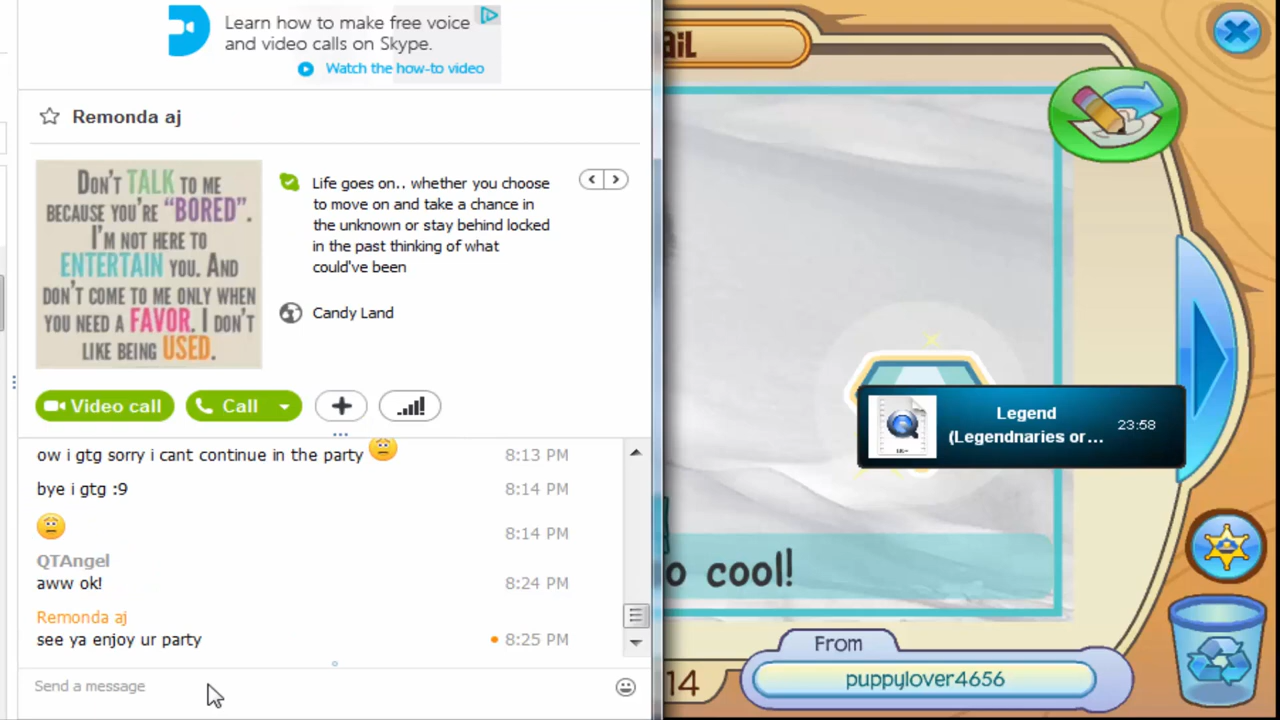 Learn how to make free voice
and video calls on Skype.
Watch the how-to video
Remonda aj
DON'T TALK TO ME
BECAUSE YOU'RE "BORED".
I'M NOT HERE TO
ENTERTAIN YOU. AND
DON'T COME TO ME ONLY WHEN
YOU NEED A FAVOR. I DON'T
LIKE BEING USED.
Life goes on.. whether you choose
to move on and take a chance in
the unknown or stay behind locked
in the past thinking of what
could've been
Candy Land
Video call
Call
ow i gtg sorry i cant continue in the party 8:13 PM
bye i gtg :9 8:14 PM
8:14 PM
QTAngel
aww ok! 8:24 PM
Remonda aj
see ya enjoy ur party 8:25 PM
Send a message
Legend
(Legendnaries or... 23:58
o cool!
From
14
puppylover4656